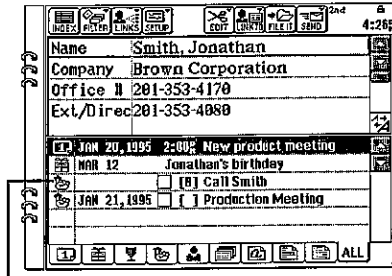 INDEX FILTER LINKS SETUP EDIT LINKTO FILE IT SEND 2nd 4:26P
Name Smith, Jonathan
Company Brown Corporation
Office # 201-353-4170
Ext/Direc 201-353-4080
JAN 20,1995 2:00P New product meeting
MAR 12 Jonathan's birthday
[B] Call Smith
JAN 21,1995 [ ] Production Meeting
ALL